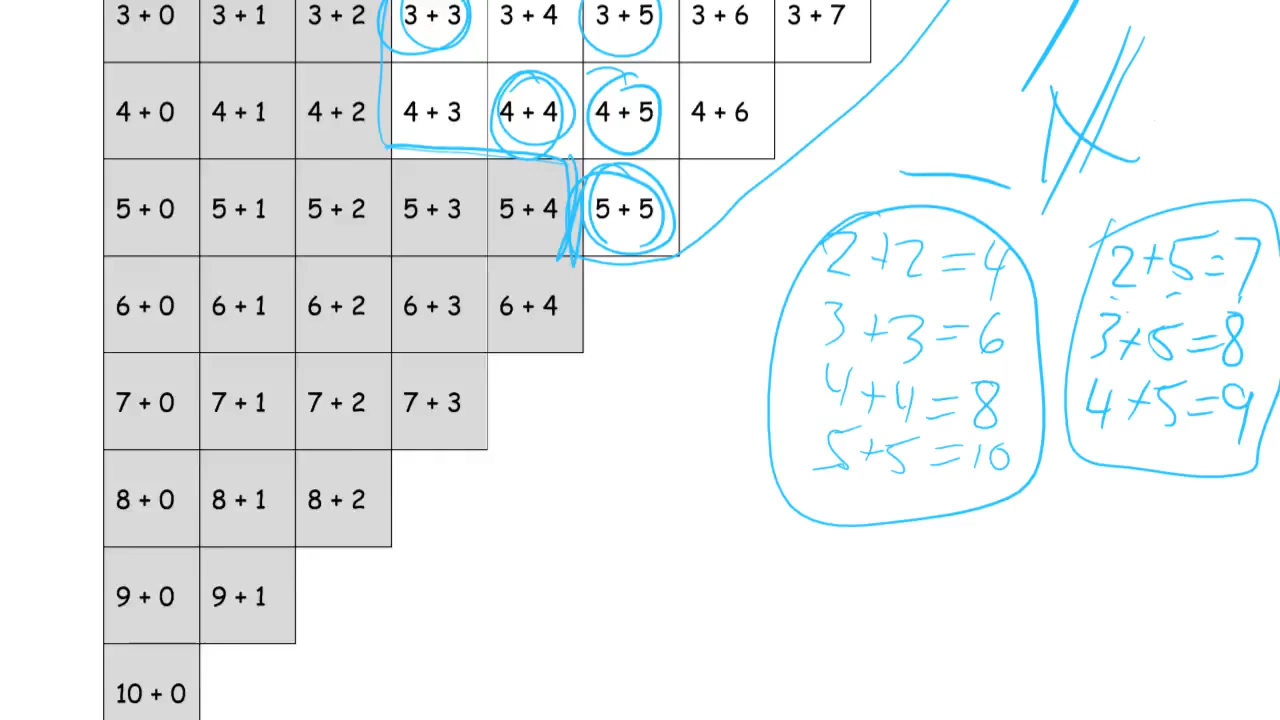 3 + 0 3 + 1 3 + 2 3 + 3 3 + 4 3 + 5 3 + 6 3 + 7
4 + 0 4 + 1 4 + 2 4 + 3 4 + 4 4 + 5 4 + 6
5 + 0 5 + 1 5 + 2 5 + 3 5 + 4 5 + 5
6 + 0 6 + 1 6 + 2 6 + 3 6 + 4
7 + 0 7 + 1 7 + 2 7 + 3
8 + 0 8 + 1 8 + 2
9 + 0 9 + 1
10 + 0
2+2=4
3+3=6
4+4=8
5+5=10
2+5=7
3+5=8
4+5=9